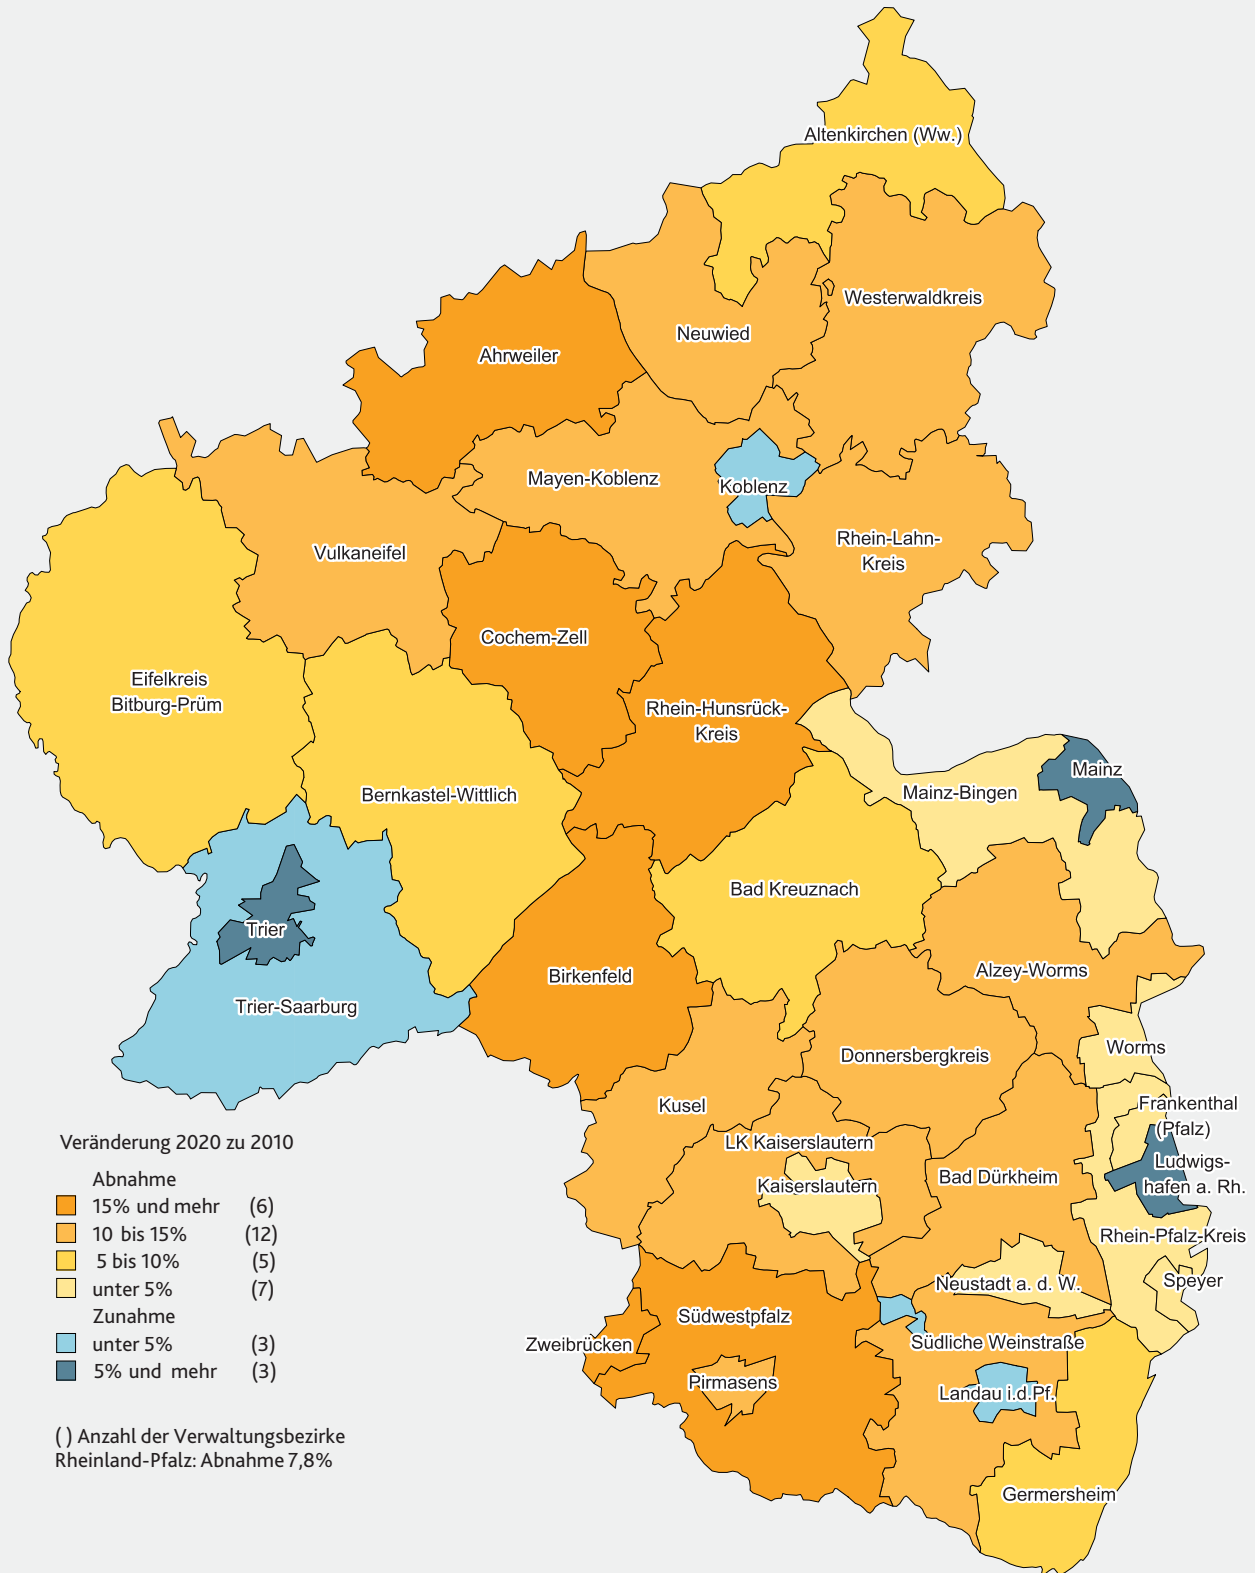 Altenkirchen (Ww.)
Westerwaldkreis
Neuwied
Ahrweiler
Mayen-Koblenz
Koblenz
Rhein-Lahn-
Kreis
Vulkaneifel
Cochem-Zell
Eifelkreis
Bitburg-Prüm
Rhein-Hunsrück-
Kreis
Mainz
Mainz-Bingen
Bernkastel-Wittlich
Bad Kreuznach
Trier
Birkenfeld
Alzey-Worms
Trier-Saarburg
Worms
Donnersbergkreis
Kusel
Frankenthal
(Pfalz)
LK Kaiserslautern
Ludwigs-
hafen a. Rh.
Kaiserslautern
Bad Dürkheim
Rhein-Pfalz-Kreis
Neustadt a. d. W.
Speyer
Südwestpfalz
Zweibrücken
Südliche Weinstraße
Pirmasens
Landau i.d.Pf.
Germersheim
Veränderung 2020 zu 2010
Abnahme
15% und mehr (6)
10 bis 15% (12)
5 bis 10% (5)
unter 5% (7)
Zunahme
unter 5% (3)
5% und mehr (3)
( ) Anzahl der Verwaltungsbezirke
Rheinland-Pfalz: Abnahme 7,8%